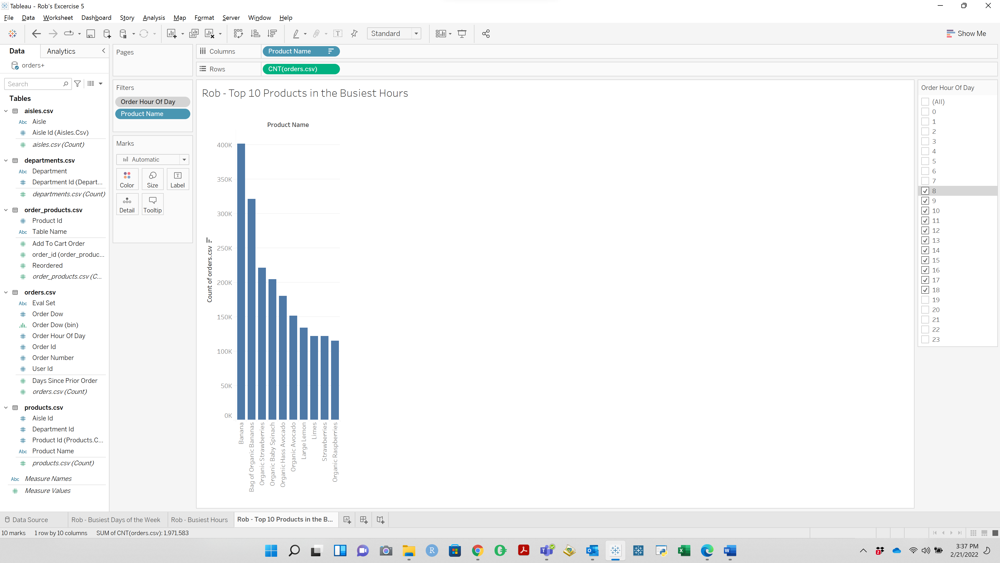 Tableau - Rob's Excercise 5
File Data Worksheet Dashboard Story Analysis Map Format Server Window Help
Standard
Show Me
Data Analytics
orders+
Search
Tables
aisles.csv
Abc Aisle
# Aisle Id (Aisles.Csv)
# aisles.csv (Count)
departments.csv
Abc Department
# Department Id (Depart...
# departments.csv (Count)
order_products.csv
# Product Id
Abc Table Name
# Add To Cart Order
# order_id (order_produc...
# Reordered
# order_products.csv (C...
orders.csv
Abc Eval Set
# Order Dow
Order Dow (bin)
# Order Hour Of Day
# Order Id
# Order Number
# User Id
# Days Since Prior Order
# orders.csv (Count)
products.csv
# Aisle Id
# Department Id
# Product Id (Products.C...
Abc Product Name
# products.csv (Count)
Abc Measure Names
# Measure Values
Pages
Filters
Order Hour Of Day
Product Name
Marks
Automatic
Color Size Label
Detail Tooltip
Columns Product Name
Rows CNT(orders.csv)
Rob - Top 10 Products in the Busiest Hours
Product Name
Count of orders.csv
400K
350K
300K
250K
200K
150K
100K
50K
0K
Banana
Bag of Organic Bananas
Organic Strawberries
Organic Baby Spinach
Organic Hass Avocado
Organic Avocado
Large Lemon
Limes
Strawberries
Organic Raspberries
Order Hour Of Day
(All)
0
1
2
3
4
5
6
7
8
9
10
11
12
13
14
15
16
17
18
19
20
21
22
23
Data Source Rob - Busiest Days of the Week Rob - Busiest Hours Rob - Top 10 Products in the B...
10 marks 1 row by 10 columns SUM of CNT(orders.csv): 1,971,583
3:37 PM
2/21/2022